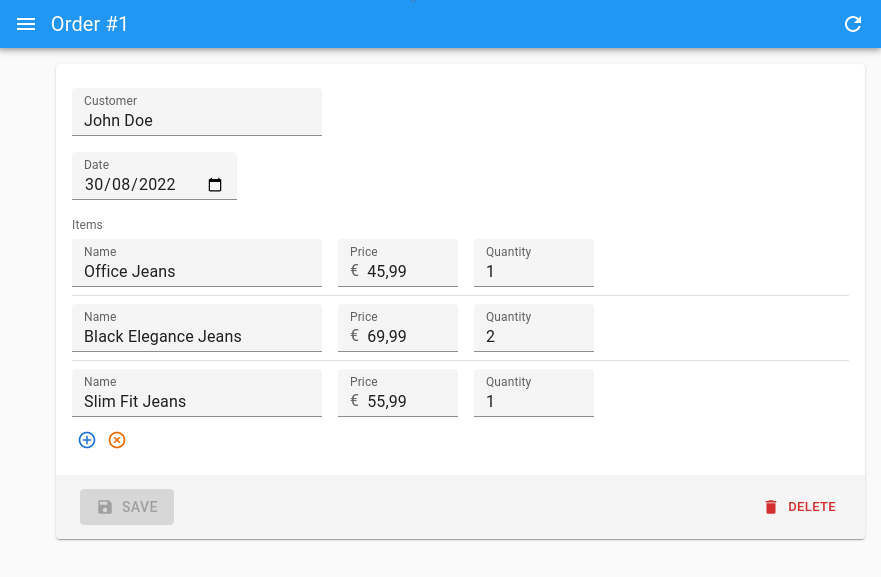 Order #1
Customer
John Doe
Date
30/08/2022
Items
Name Price Quantity
Office Jeans € 45,99 1
Name Price Quantity
Black Elegance Jeans € 69,99 2
Name Price Quantity
Slim Fit Jeans € 55,99 1
SAVE DELETE